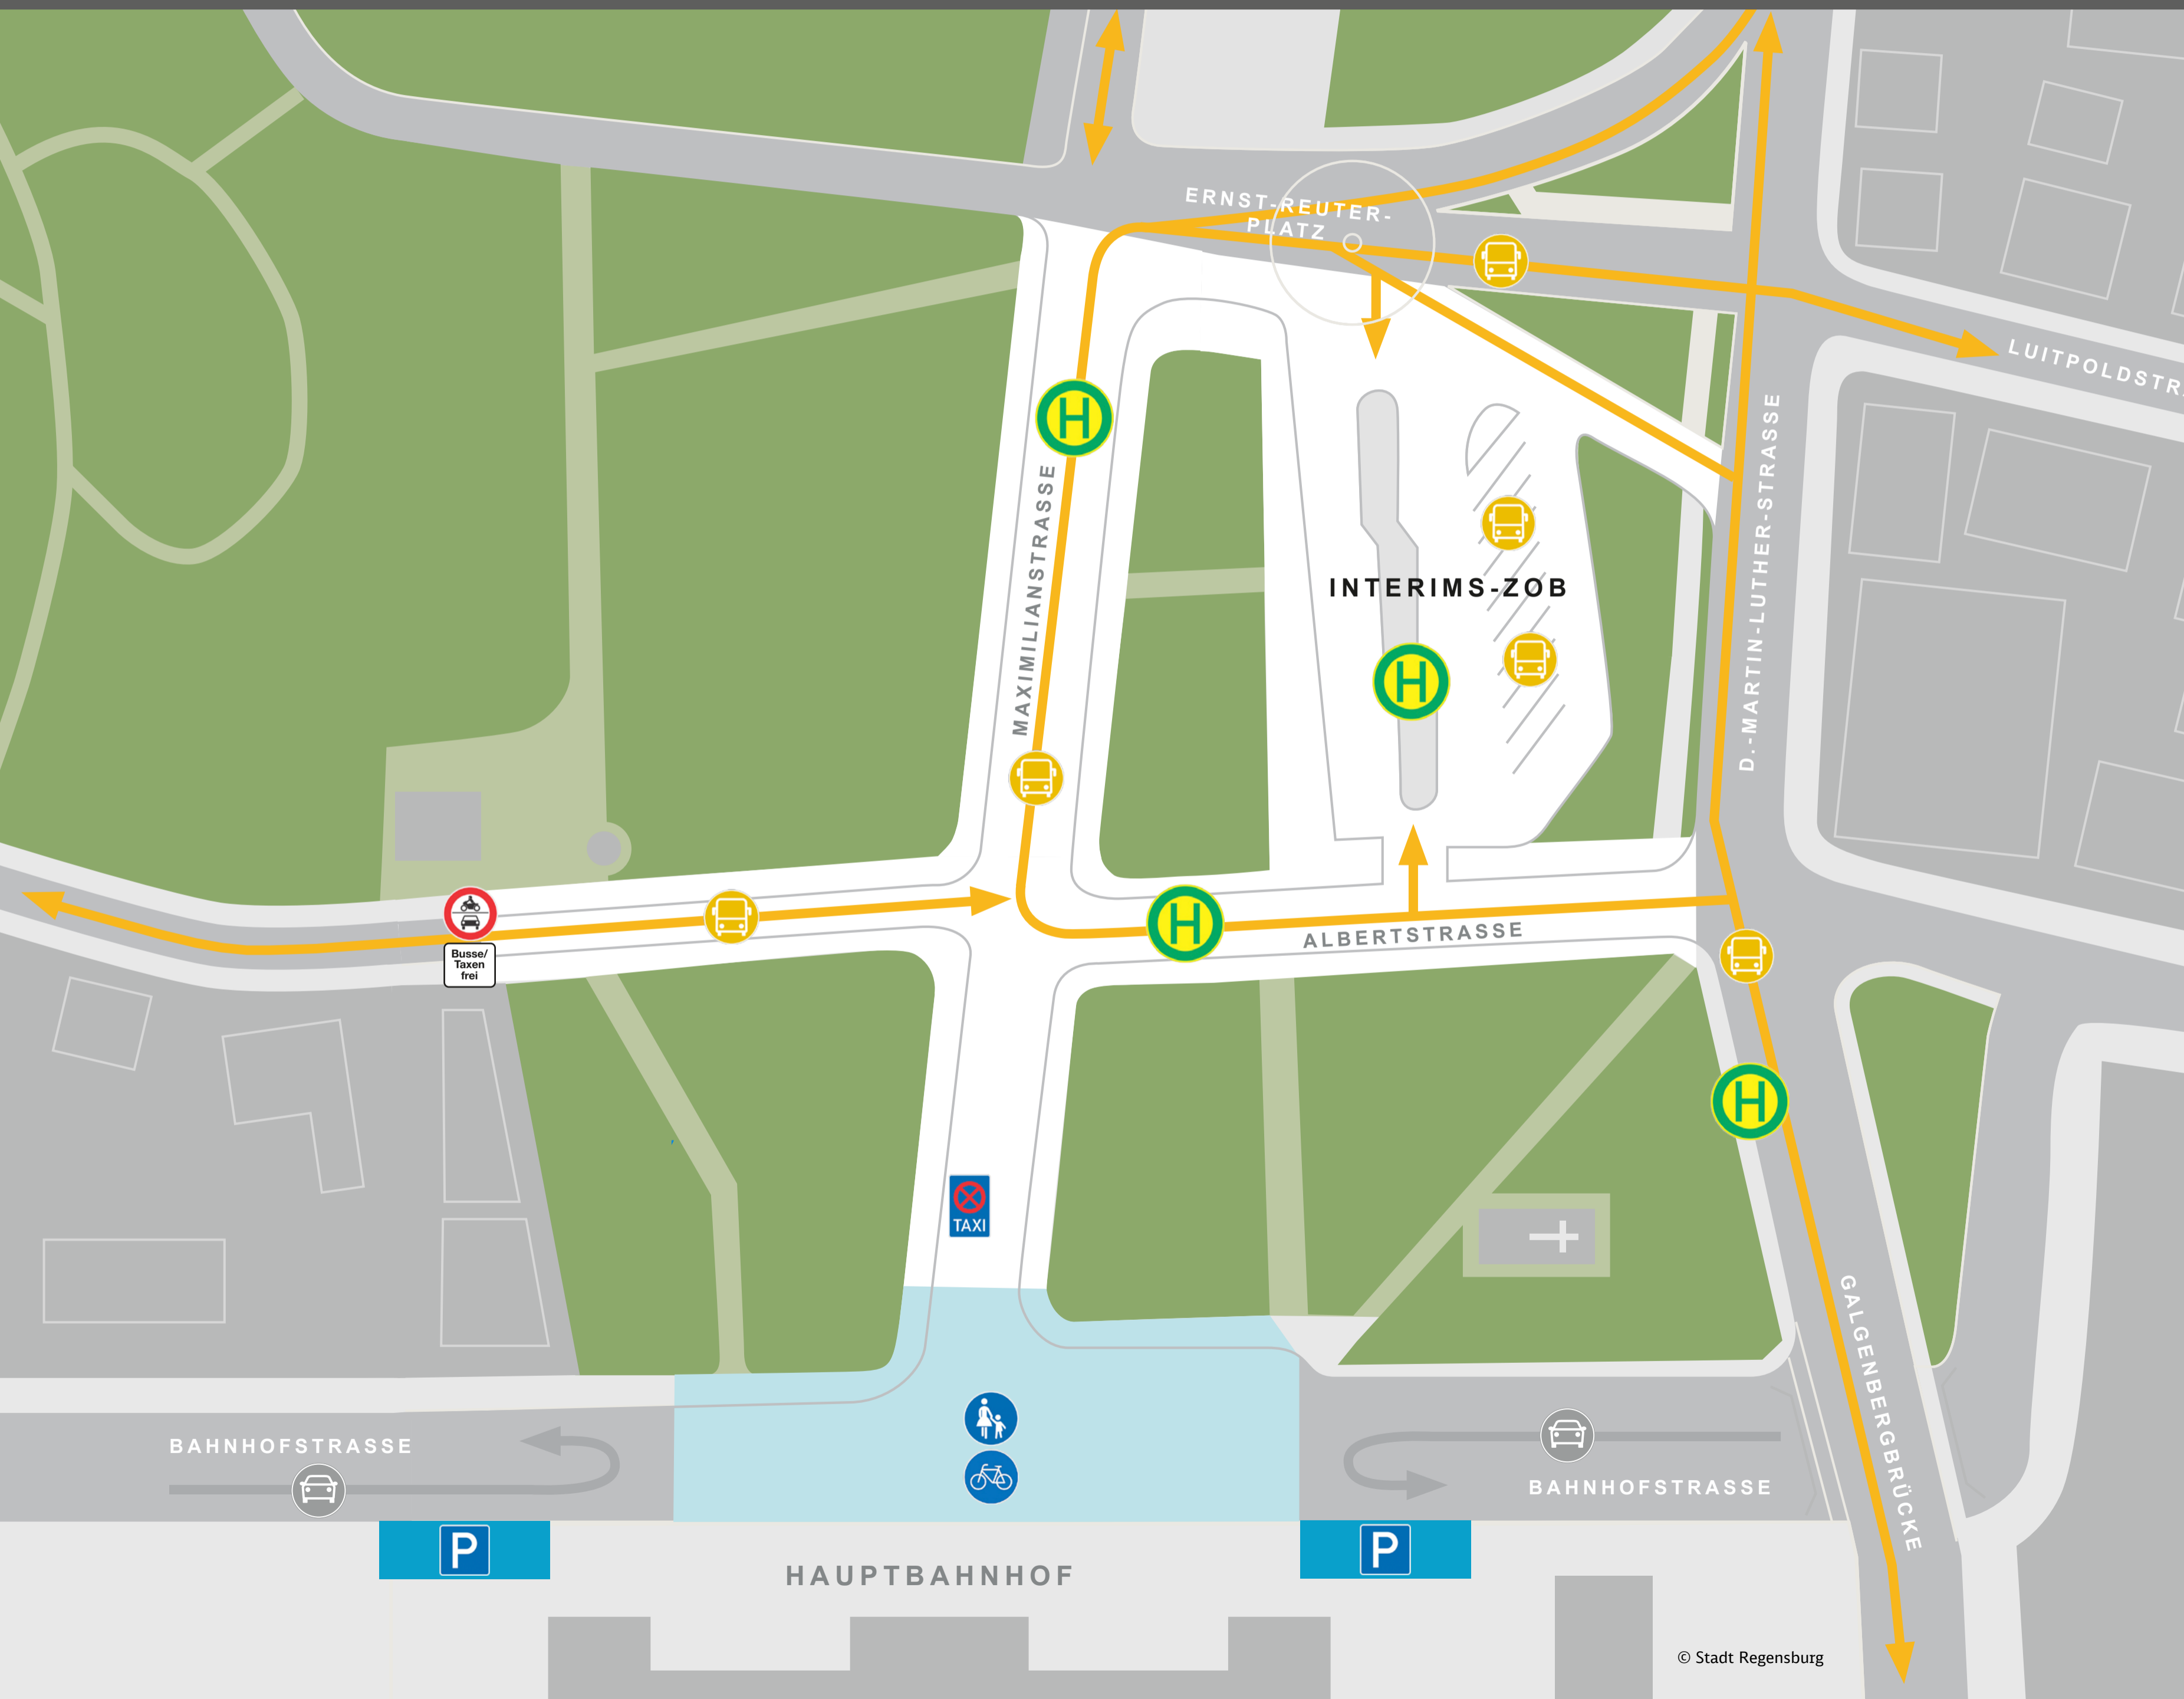 ERNST-REUTER-
PLATZ
LUITPOLDSTR
H
MAXIMILIANSTRASSE
D.-MARTIN-LUTHER-STRASSE
INTERIMS-ZOB
H
H
ALBERTSTRASSE
Busse/
Taxen
frei
H
TAXI
GALGENBERGBRÜCKE
BAHNHOFSTRASSE
BAHNHOFSTRASSE
P
P
HAUPTBAHNHOF
© Stadt Regensburg